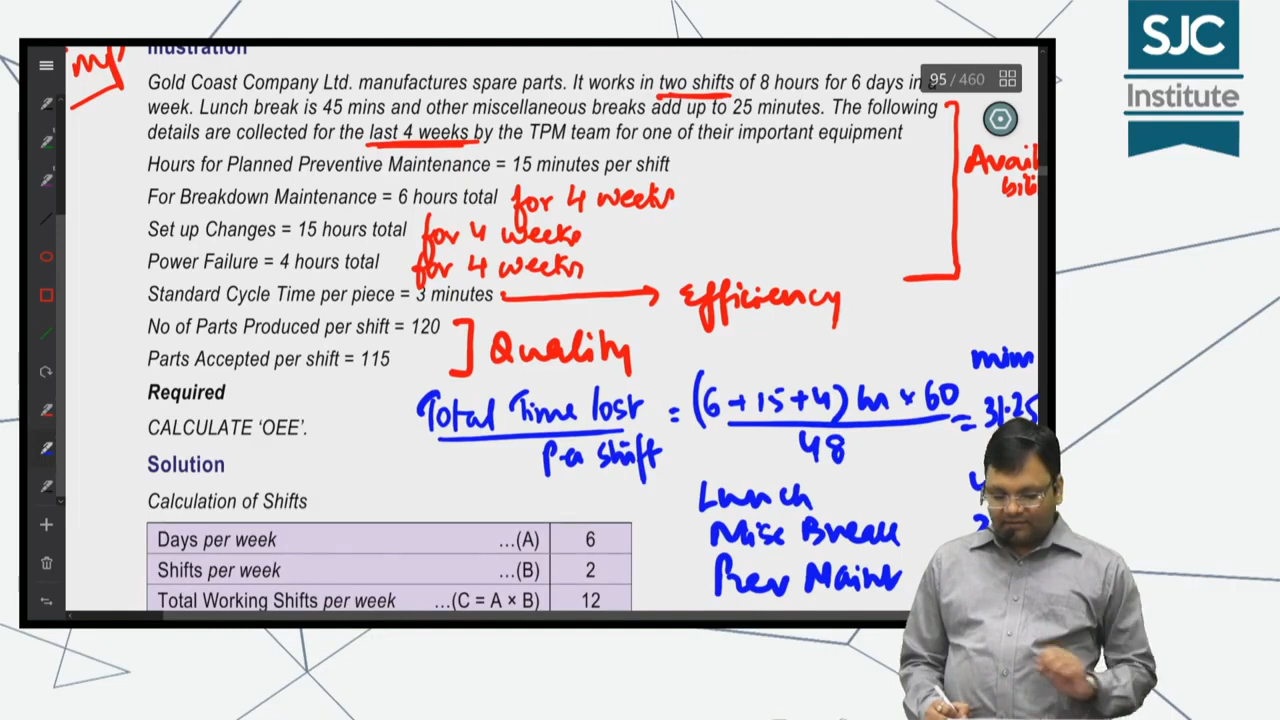 SJC
Institute
Imp
Illustration
Gold Coast Company Ltd. manufactures spare parts. It works in two shifts of 8 hours for 6 days in a
95 / 460
week. Lunch break is 45 mins and other miscellaneous breaks add up to 25 minutes. The following
details are collected for the last 4 weeks by the TPM team for one of their important equipment
Avail
bili
Hours for Planned Preventive Maintenance = 15 minutes per shift
For Breakdown Maintenance = 6 hours total for 4 weeks
Set up Changes = 15 hours total for 4 weeks
Power Failure = 4 hours total for 4 weeks
Standard Cycle Time per piece = 3 minutes Efficiency
No of Parts Produced per shift = 120
Quality
Parts Accepted per shift = 115
Required
min
Total Time lost = (6+15+4) hr × 60 = 31.25
per shift 48
CALCULATE ‘OEE’.
Solution
Calculation of Shifts
Lunch
Misc Break
Prev Maint
Days per week ...(A) 6
Shifts per week ...(B) 2
Total Working Shifts per week ...(C = A × B) 12